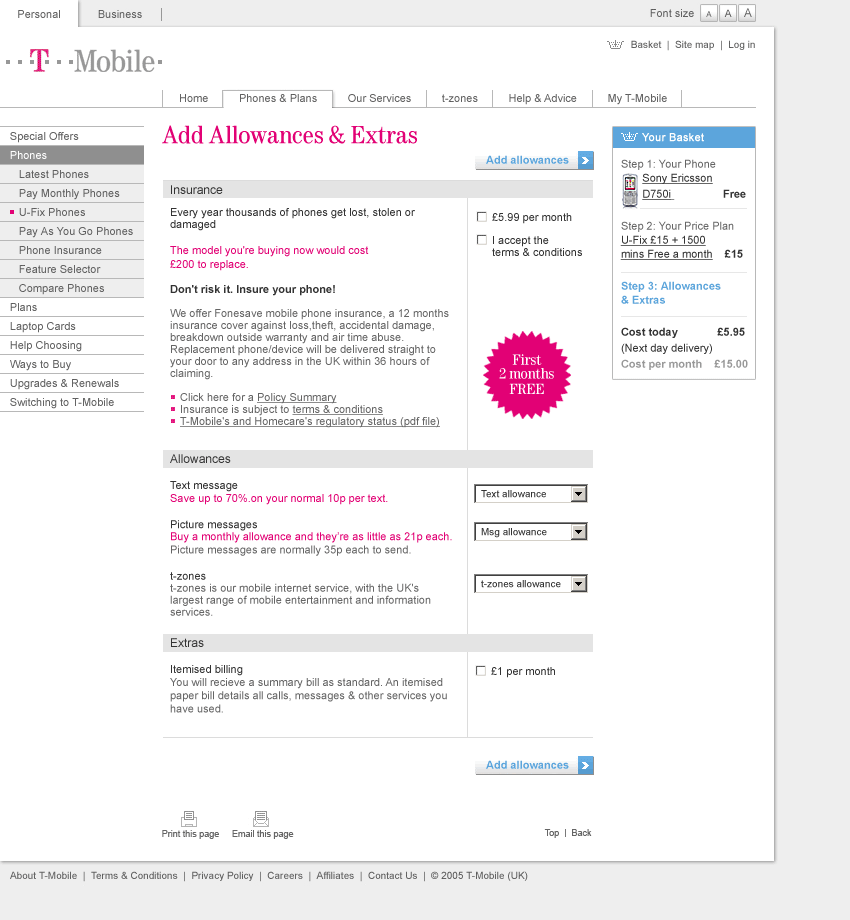 Personal
Business
Font size A A A
Basket | Site map | Log in
T · · Mobile
Home
Phones & Plans
Our Services
t-zones
Help & Advice
My T-Mobile
Special Offers
Phones
Latest Phones
Pay Monthly Phones
U-Fix Phones
Pay As You Go Phones
Phone Insurance
Feature Selector
Compare Phones
Plans
Laptop Cards
Help Choosing
Ways to Buy
Upgrades & Renewals
Switching to T-Mobile
Add Allowances & Extras
Add allowances
Insurance
Every year thousands of phones get lost, stolen or
damaged
The model you're buying now would cost
£200 to replace.
Don't risk it. Insure your phone!
We offer Fonesave mobile phone insurance, a 12 months
insurance cover against loss,theft, accidental damage,
breakdown outside warranty and air time abuse.
Replacement phone/device will be delivered straight to
your door to any address in the UK within 36 hours of
claiming.
Click here for a Policy Summary
Insurance is subject to terms & conditions
T-Mobile's and Homecare's regulatory status (pdf file)
£5.99 per month
I accept the
terms & conditions
First
2 months
FREE
Allowances
Text message
Save up to 70%.on your normal 10p per text.
Text allowance
Picture messages
Buy a monthly allowance and they're as little as 21p each.
Picture messages are normally 35p each to send.
Msg allowance
t-zones
t-zones is our mobile internet service, with the UK's
largest range of mobile entertainment and information
services.
t-zones allowance
Extras
Itemised billing
You will recieve a summary bill as standard. An itemised
paper bill details all calls, messages & other services you
have used.
£1 per month
Add allowances
Your Basket
Step 1: Your Phone
Sony Ericsson
D750i Free
Step 2: Your Price Plan
U-Fix £15 + 1500
mins Free a month £15
Step 3: Allowances
& Extras
Cost today £5.95
(Next day delivery)
Cost per month £15.00
Print this page
Email this page
Top | Back
About T-Mobile | Terms & Conditions | Privacy Policy | Careers | Affiliates | Contact Us | © 2005 T-Mobile (UK)